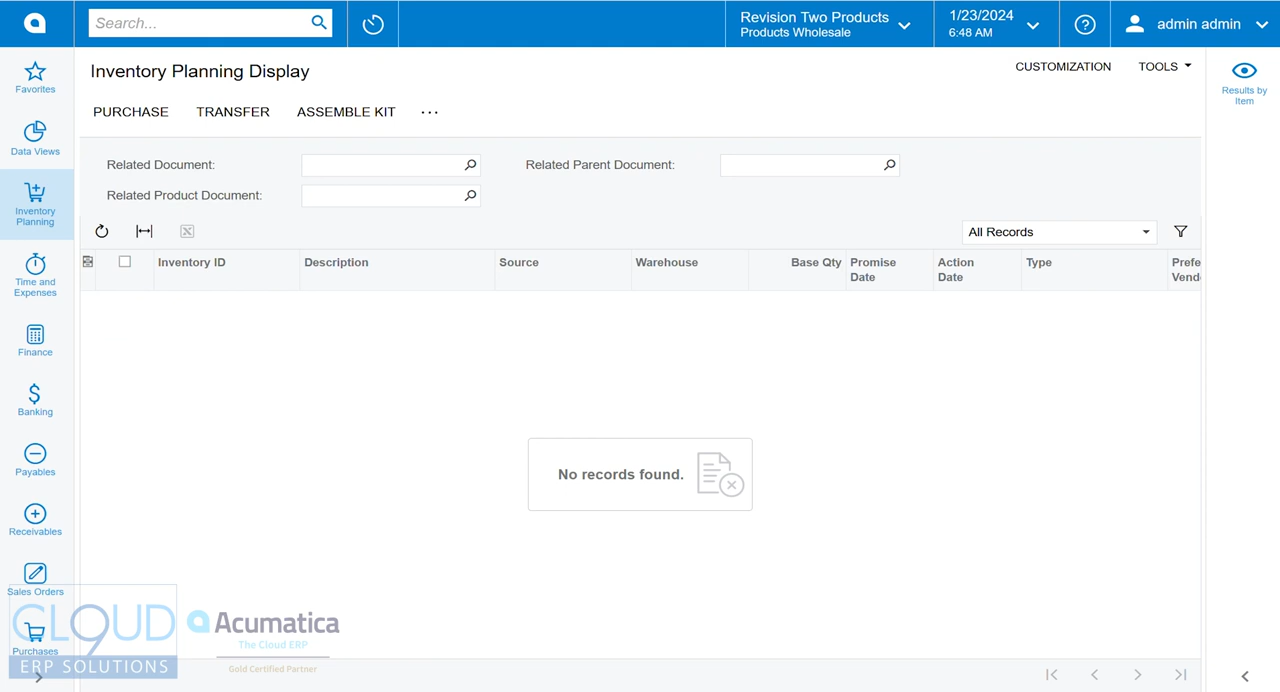 Search...
Revision Two Products
Products Wholesale
1/23/2024
6:48 AM
admin admin
Favorites
Data Views
Inventory
Planning
Time and
Expenses
Finance
Banking
Payables
Receivables
Sales Orders
Purchases
Inventory Planning Display
CUSTOMIZATION
TOOLS
PURCHASE
TRANSFER
ASSEMBLE KIT
...
Related Document:
Related Parent Document:
Related Product Document:
All Records
Inventory ID
Description
Source
Warehouse
Base Qty
Promise
Date
Action
Date
Type
Prefe
Vend
No records found.
Results by
Item
CLOUD
9
ERP SOLUTIONS
Acumatica
The Cloud ERP
Gold Certified Partner